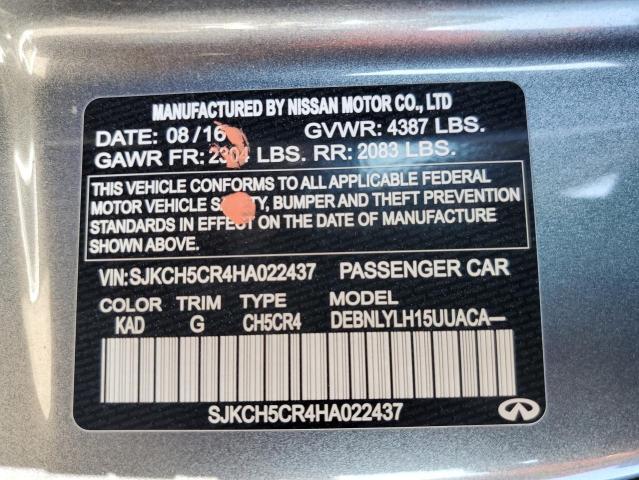 MANUFACTURED BY NISSAN MOTOR CO., LTD
DATE: 08 /16 GVWR: 4387 LBS.
GAWR FR: 2304 LBS. RR: 2083 LBS.
THIS VEHICLE CONFORMS TO ALL APPLICABLE FEDERAL
MOTOR VEHICLE SAFETY, BUMPER AND THEFT PREVENTION
STANDARDS IN EFFECT ON THE DATE OF MANUFACTURE
SHOWN ABOVE.
VIN:SJKCH5CR4HA022437 PASSENGER CAR
COLOR TRIM TYPE MODEL
KAD G CH5CR4 DEBNLYLH15UUACA—
SJKCH5CR4HA022437